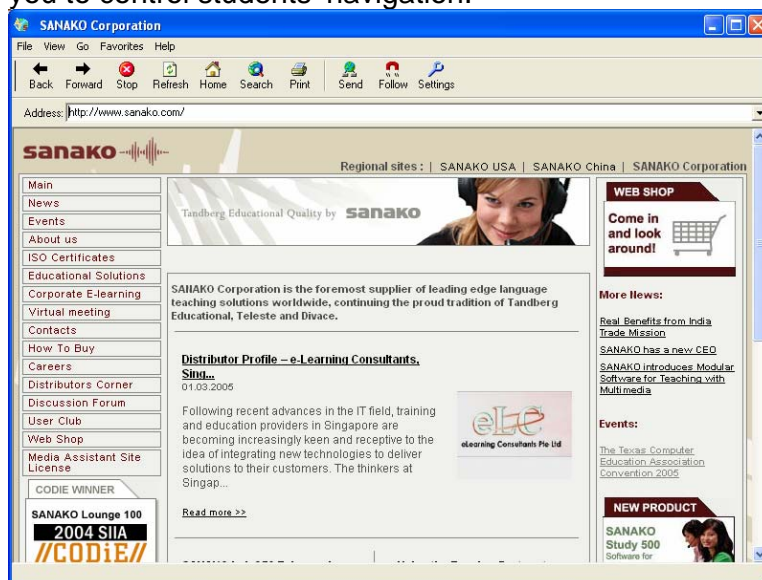 you to control students' navigation.
SANAKO Corporation
File View Go Favorites Help
Back Forward Stop Refresh Home Search Print Send Follow Settings
Address: http://www.sanako.com/
sanako
Regional sites : | SANAKO USA | SANAKO China | SANAKO Corporation
Main
News
Events
About us
ISO Certificates
Educational Solutions
Corporate E-learning
Virtual meeting
Contacts
How To Buy
Careers
Distributors Corner
Discussion Forum
User Club
Web Shop
Media Assistant Site
License
CODIE WINNER
SANAKO Lounge 100
2004 SIIA
//CODiE//
Tandberg Educational Quality by sanako
SANAKO Corporation is the foremost supplier of leading edge language
teaching solutions worldwide, continuing the proud tradition of Tandberg
Educational, Teleste and Divace.
Distributor Profile – e-Learning Consultants,
Sing...
01.03.2005
Following recent advances in the IT field, training
and education providers in Singapore are
becoming increasingly keen and receptive to the
idea of integrating new technologies to deliver
solutions to their customers. The thinkers at
Singap...
Read more >>
eLC
eLearning Consultants Pte Ltd
WEB SHOP
Come in
and look
around!
More News:
Real Benefits from India
Trade Mission
SANAKO has a new CEO
SANAKO introduces Modular
Software for Teaching with
Multimedia
Events:
The Texas Computer
Education Association
Convention 2005
NEW PRODUCT
SANAKO
Study 500
Software for